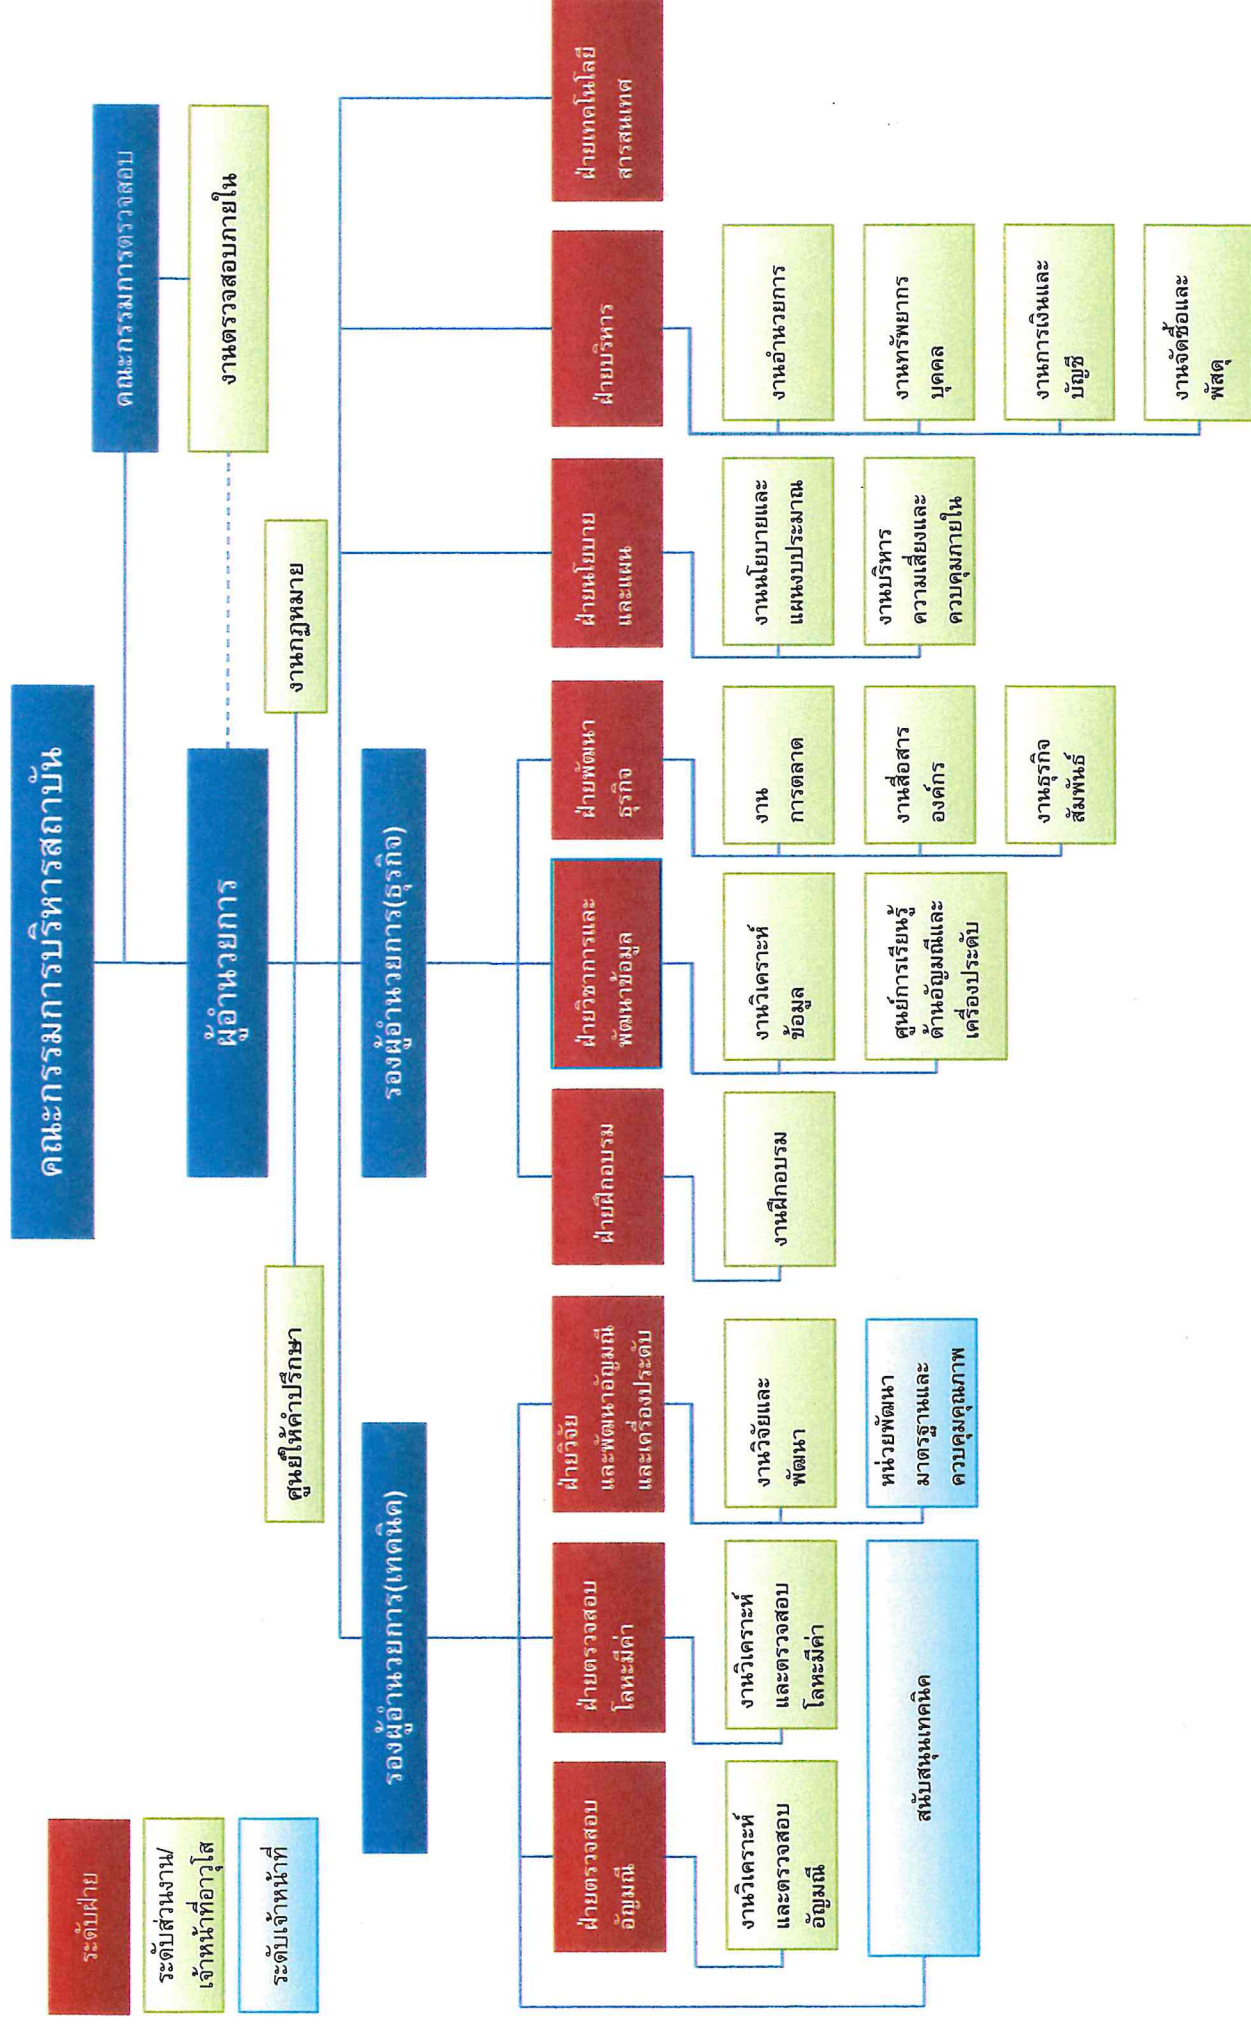 คณะกรรมการบริหารสถาบัน
คณะกรรมการตรวจสอบ
ผู้อำนวยการ
งานตรวจสอบภายใน
ศูนย์ให้คำปรึกษา
งานกฎหมาย
รองผู้อำนวยการ(เทคนิค)
รองผู้อำนวยการ(ธุรกิจ)
ฝ่ายตรวจสอบ
อัญมณี
ฝ่ายตรวจสอบ
โลหะมีค่า
ฝ่ายวิจัย
และพัฒนาอัญมณี
และเครื่องประดับ
ฝ่ายฝึกอบรม
ฝ่ายวิชาการและ
พัฒนาข้อมูล
ฝ่ายพัฒนา
ธุรกิจ
ฝ่ายนโยบาย
และแผน
ฝ่ายบริหาร
ฝ่ายเทคโนโลยี
สารสนเทศ
งานวิเคราะห์
และตรวจสอบ
อัญมณี
งานวิเคราะห์
และตรวจสอบ
โลหะมีค่า
งานวิจัยและ
พัฒนา
งานฝึกอบรม
งานวิเคราะห์
ข้อมูล
งาน
การตลาด
งานนโยบายและ
แผนงบประมาณ
งานอำนวยการ
สนับสนุนเทคนิค
หน่วยพัฒนา
มาตรฐานและ
ควบคุมคุณภาพ
ศูนย์การเรียนรู้
ด้านอัญมณีและ
เครื่องประดับ
งานสื่อสาร
องค์กร
งานบริหาร
ความเสี่ยงและ
ควบคุมภายใน
งานทรัพยากร
บุคคล
งานธุรกิจ
สัมพันธ์
งานการเงินและ
บัญชี
งานจัดซื้อและ
พัสดุ
ระดับฝ่าย
ระดับส่วนงาน/
เจ้าหน้าที่อาวุโส
ระดับเจ้าหน้าที่